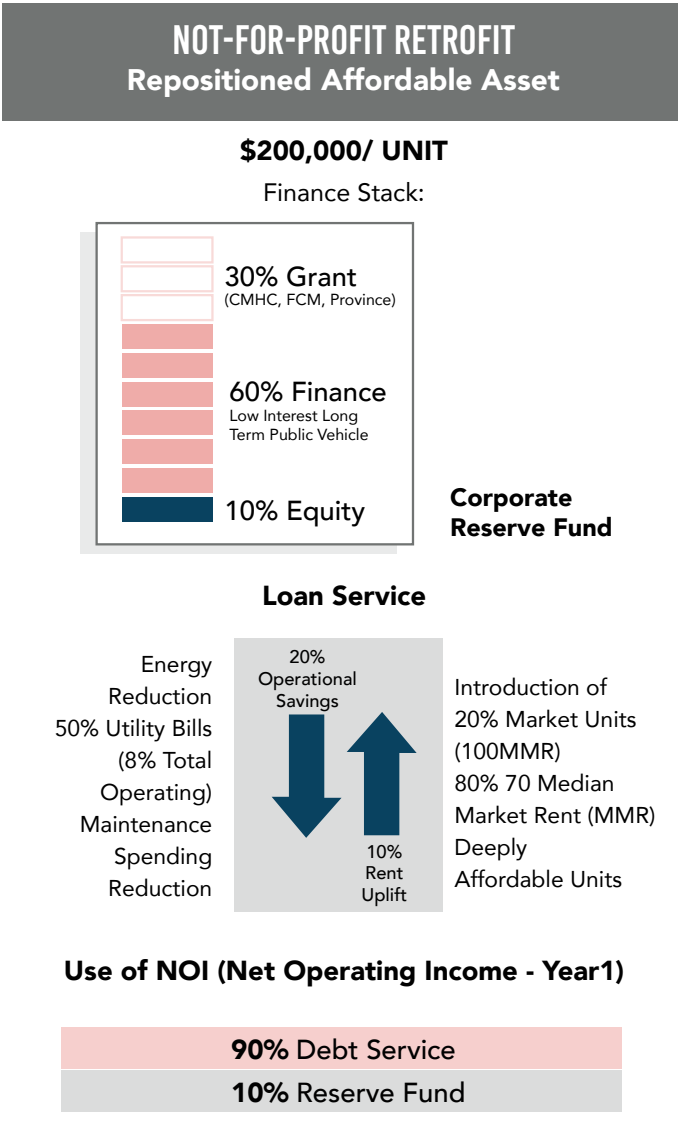 NOT-FOR-PROFIT RETROFIT
Repositioned Affordable Asset
$200,000/ UNIT
Finance Stack:
30% Grant
(CMHC, FCM, Province)
60% Finance
Low Interest Long
Term Public Vehicle
10% Equity
Corporate
Reserve Fund
Loan Service
Energy
Reduction
50% Utility Bills
(8% Total
Operating)
Maintenance
Spending
Reduction
20%
Operational
Savings
10%
Rent
Uplift
Introduction of
20% Market Units
(100MMR)
80% 70 Median
Market Rent (MMR)
Deeply
Affordable Units
Use of NOI (Net Operating Income - Year1)
90% Debt Service
10% Reserve Fund